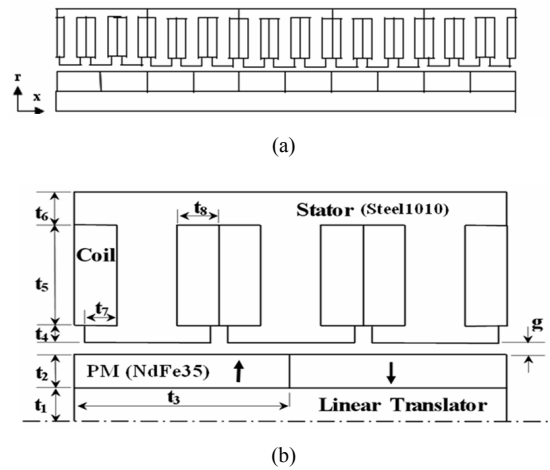 r
x
(a)
t6
t8
Stator (Steel1010)
Coil
t5
t7
t4
g
t2
PM (NdFe35)
t3
t1
Linear Translator
(b)